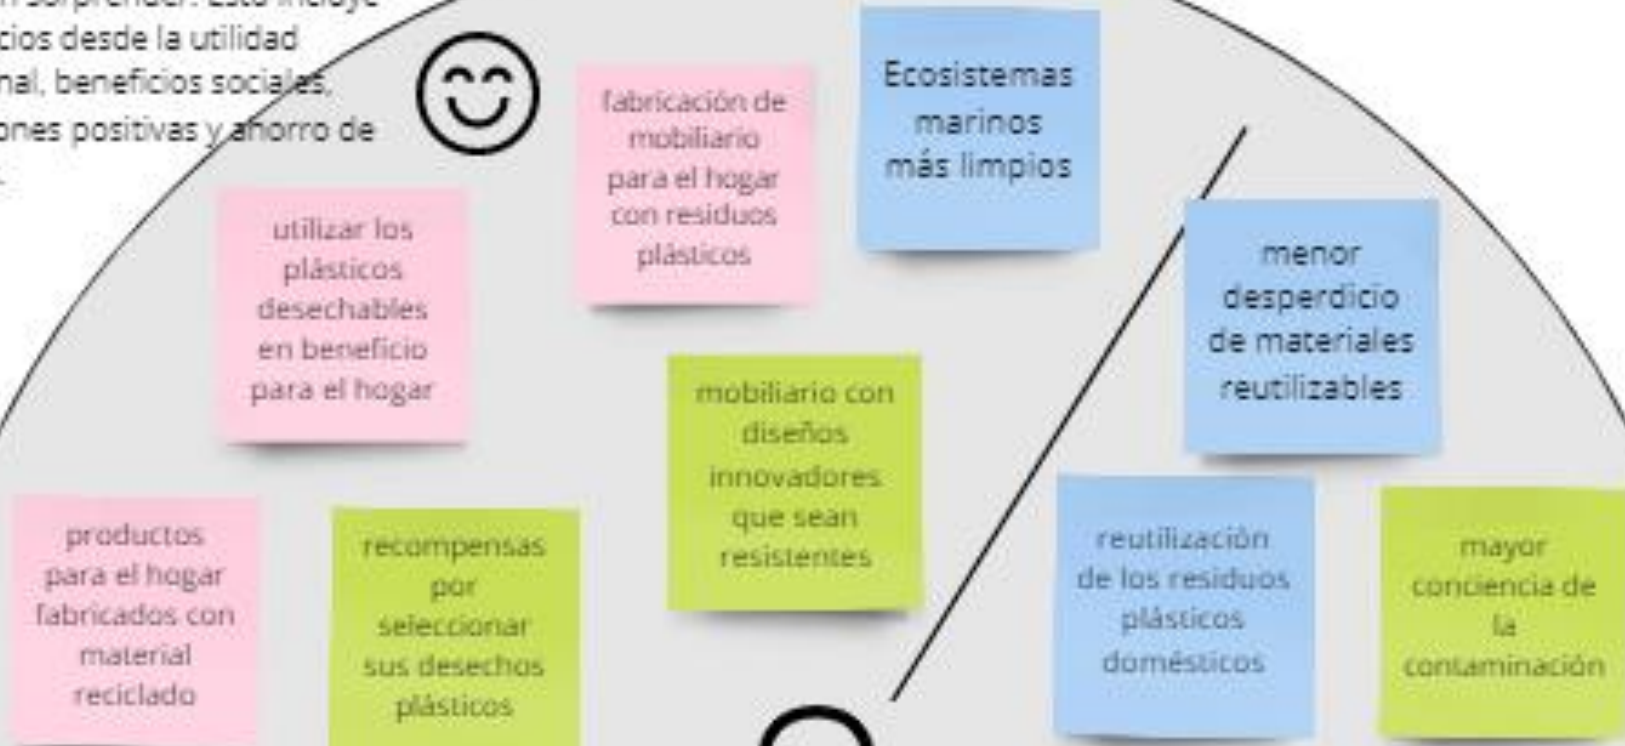 sorprender. Esto incluye
desde la utilidad
beneficios sociales,
positivas y ahorro de
fabricación de
mobiliario
para el hogar
con residuos
plásticos
Ecosistemas
marinos
más limpios
utilizar los
plásticos
desechables
en beneficio
para el hogar
menor
desperdicio
de materiales
reutilizables
mobiliario con
diseños
innovadores
que sean
resistentes
productos
para el hogar
fabricados con
material
reciclado
recompensas
por
seleccionar
sus desechos
plásticos
reutilización
de los residuos
plásticos
domésticos
mayor
conciencia de
la
contaminación